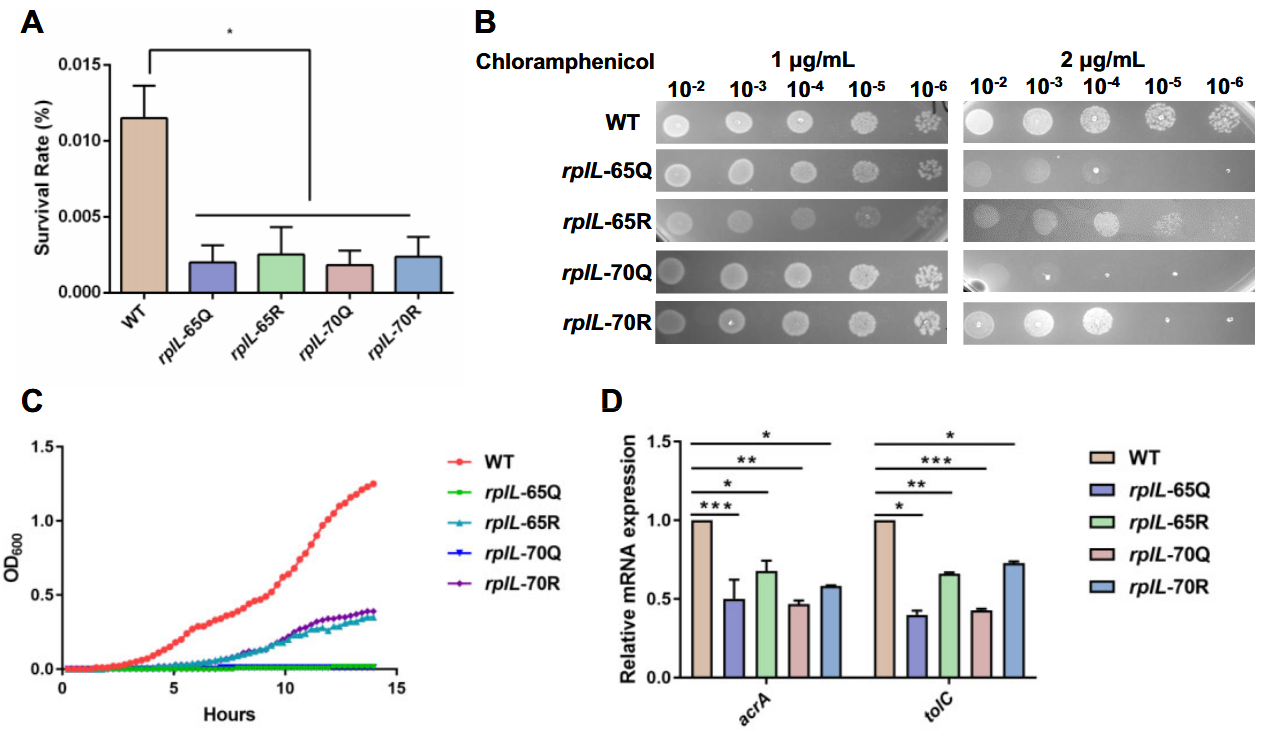 A
*
0.015
0.010
0.005
0.000
Survival Rate (%)
WT
rplL-65Q
rplL-65R
rplL-70Q
rplL-70R
B
Chloramphenicol
1 µg/mL
2 µg/mL
10-2 10-3 10-4 10-5 10-6
10-2 10-3 10-4 10-5 10-6
WT
rplL-65Q
rplL-65R
rplL-70Q
rplL-70R
C
1.5
1.0
0.5
0.0
OD600
0 5 10 15
Hours
WT
rplL-65Q
rplL-65R
rplL-70Q
rplL-70R
D
1.5
1.0
0.5
0.0
Relative mRNA expression
* *
** ***
* **
*** *
acrA tolC
WT
rplL-65Q
rplL-65R
rplL-70Q
rplL-70R